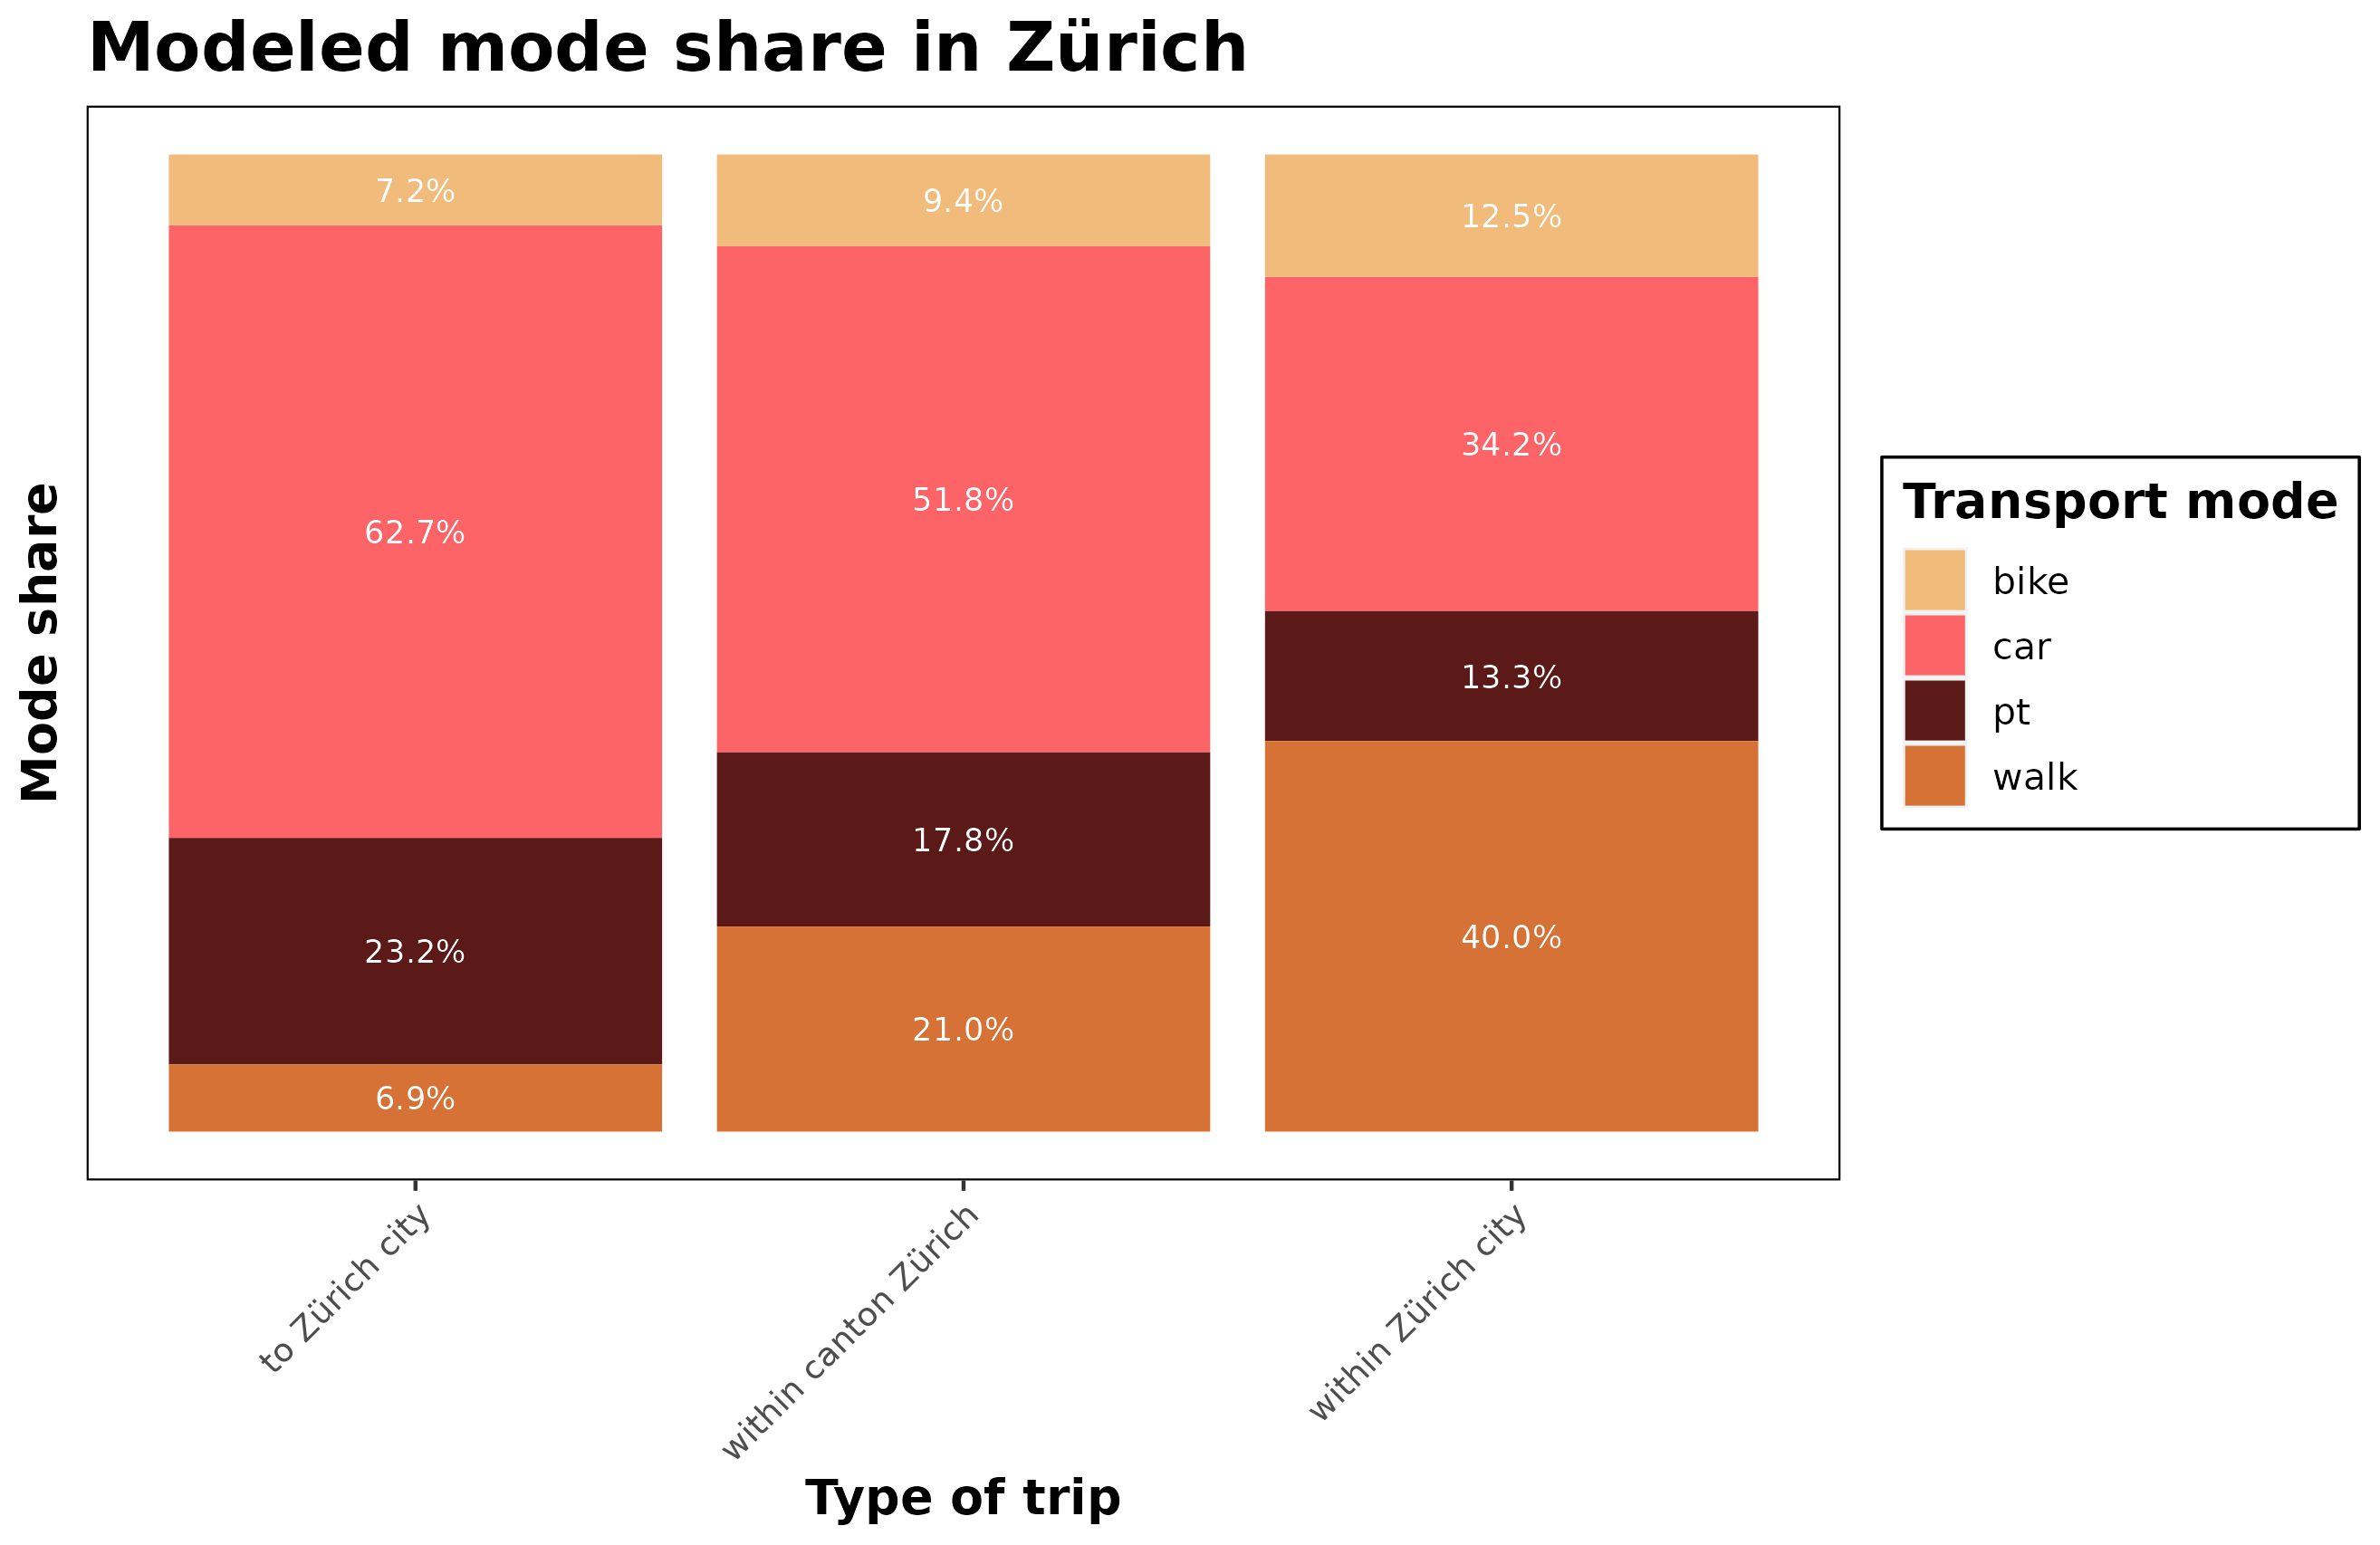 Modeled mode share in Zürich
Mode share
7.2%
62.7%
23.2%
6.9%
9.4%
51.8%
17.8%
21.0%
12.5%
34.2%
13.3%
40.0%
to Zürich city
within canton Zürich
within Zürich city
Type of trip
Transport mode
bike
car
pt
walk